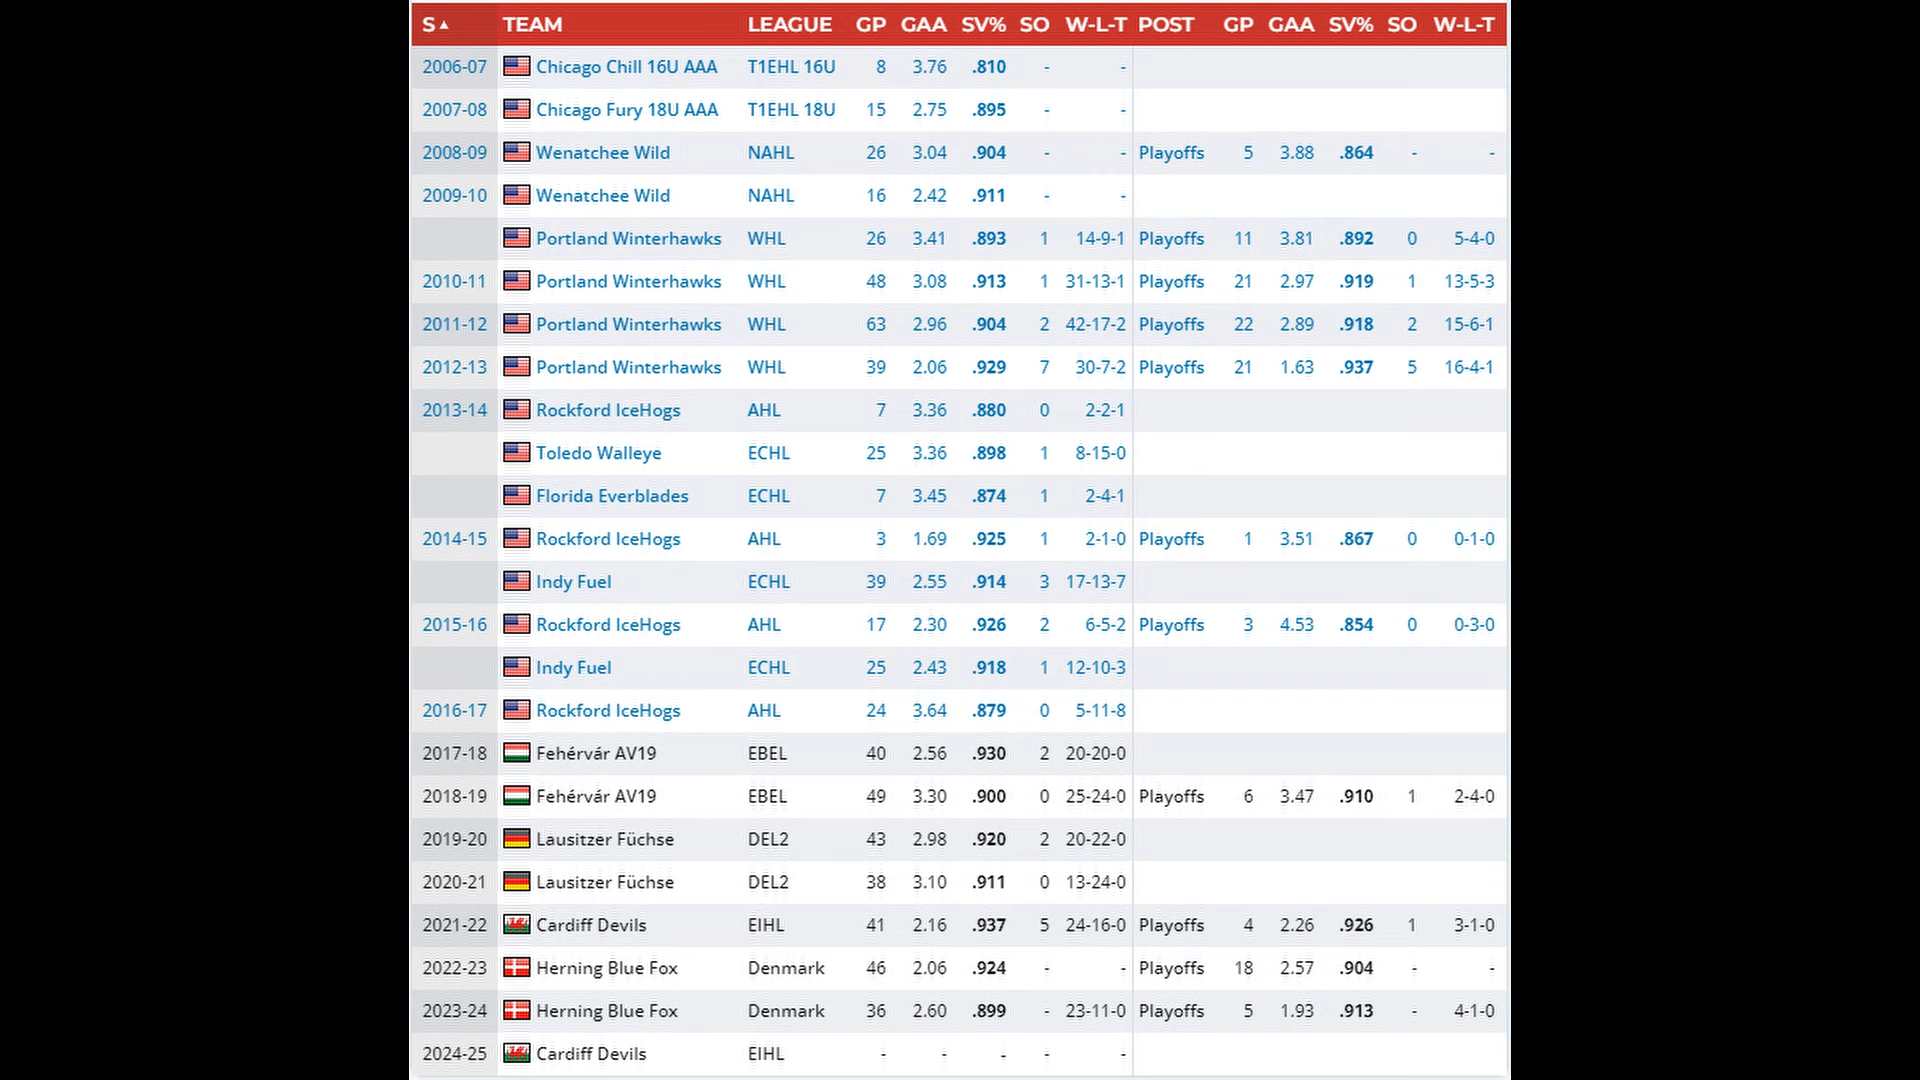 S TEAM LEAGUE GP GAA SV% SO W-L-T POST GP GAA SV% SO W-L-T
2006-07 Chicago Chill 16U AAA T1EHL 16U 8 3.76 .810 - -
2007-08 Chicago Fury 18U AAA T1EHL 18U 15 2.75 .895 - -
2008-09 Wenatchee Wild NAHL 26 3.04 .904 - - Playoffs 5 3.88 .864 - -
2009-10 Wenatchee Wild NAHL 16 2.42 .911 - -
Portland Winterhawks WHL 26 3.41 .893 1 14-9-1 Playoffs 11 3.81 .892 0 5-4-0
2010-11 Portland Winterhawks WHL 48 3.08 .913 1 31-13-1 Playoffs 21 2.97 .919 1 13-5-3
2011-12 Portland Winterhawks WHL 63 2.96 .904 2 42-17-2 Playoffs 22 2.89 .918 2 15-6-1
2012-13 Portland Winterhawks WHL 39 2.06 .929 7 30-7-2 Playoffs 21 1.63 .937 5 16-4-1
2013-14 Rockford IceHogs AHL 7 3.36 .880 0 2-2-1
Toledo Walleye ECHL 25 3.36 .898 1 8-15-0
Florida Everblades ECHL 7 3.45 .874 1 2-4-1
2014-15 Rockford IceHogs AHL 3 1.69 .925 1 2-1-0 Playoffs 1 3.51 .867 0 0-1-0
Indy Fuel ECHL 39 2.55 .914 3 17-13-7
2015-16 Rockford IceHogs AHL 17 2.30 .926 2 6-5-2 Playoffs 3 4.53 .854 0 0-3-0
Indy Fuel ECHL 25 2.43 .918 1 12-10-3
2016-17 Rockford IceHogs AHL 24 3.64 .879 0 5-11-8
2017-18 Fehérvár AV19 EBEL 40 2.56 .930 2 20-20-0
2018-19 Fehérvár AV19 EBEL 49 3.30 .900 0 25-24-0 Playoffs 6 3.47 .910 1 2-4-0
2019-20 Lausitzer Füchse DEL2 43 2.98 .920 2 20-22-0
2020-21 Lausitzer Füchse DEL2 38 3.10 .911 0 13-24-0
2021-22 Cardiff Devils EIHL 41 2.16 .937 5 24-16-0 Playoffs 4 2.26 .926 1 3-1-0
2022-23 Herning Blue Fox Denmark 46 2.06 .924 - - Playoffs 18 2.57 .904 - -
2023-24 Herning Blue Fox Denmark 36 2.60 .899 - 23-11-0 Playoffs 5 1.93 .913 - 4-1-0
2024-25 Cardiff Devils EIHL - - - - -